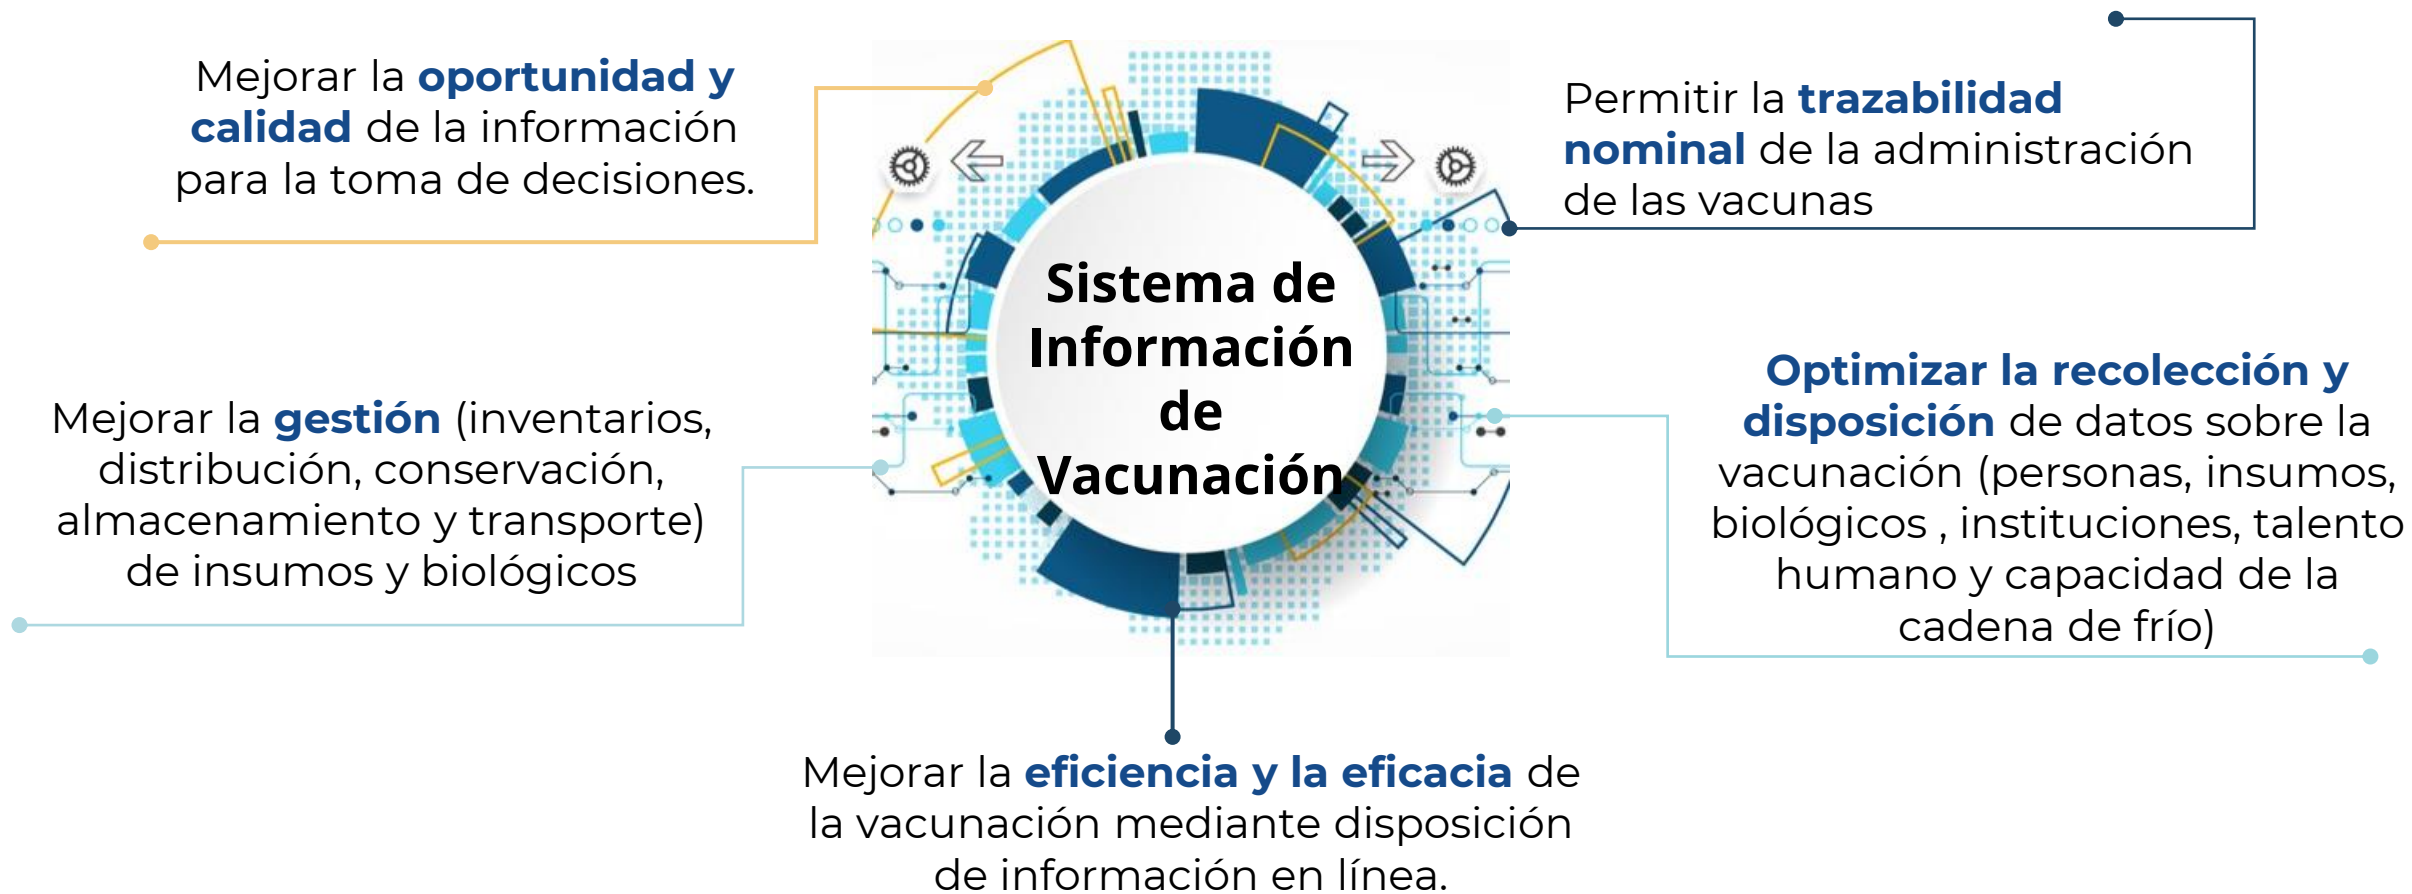 Mejorar la oportunidad y
calidad de la información
para la toma de decisiones.
Permitir la trazabilidad
nominal de la administración
de las vacunas
Sistema de
Información
de
Vacunación
Mejorar la gestión (inventarios,
distribución, conservación,
almacenamiento y transporte)
de insumos y biológicos
Optimizar la recolección y
disposición de datos sobre la
vacunación (personas, insumos,
biológicos , instituciones, talento
humano y capacidad de la
cadena de frío)
Mejorar la eficiencia y la eficacia de
la vacunación mediante disposición
de información en línea.